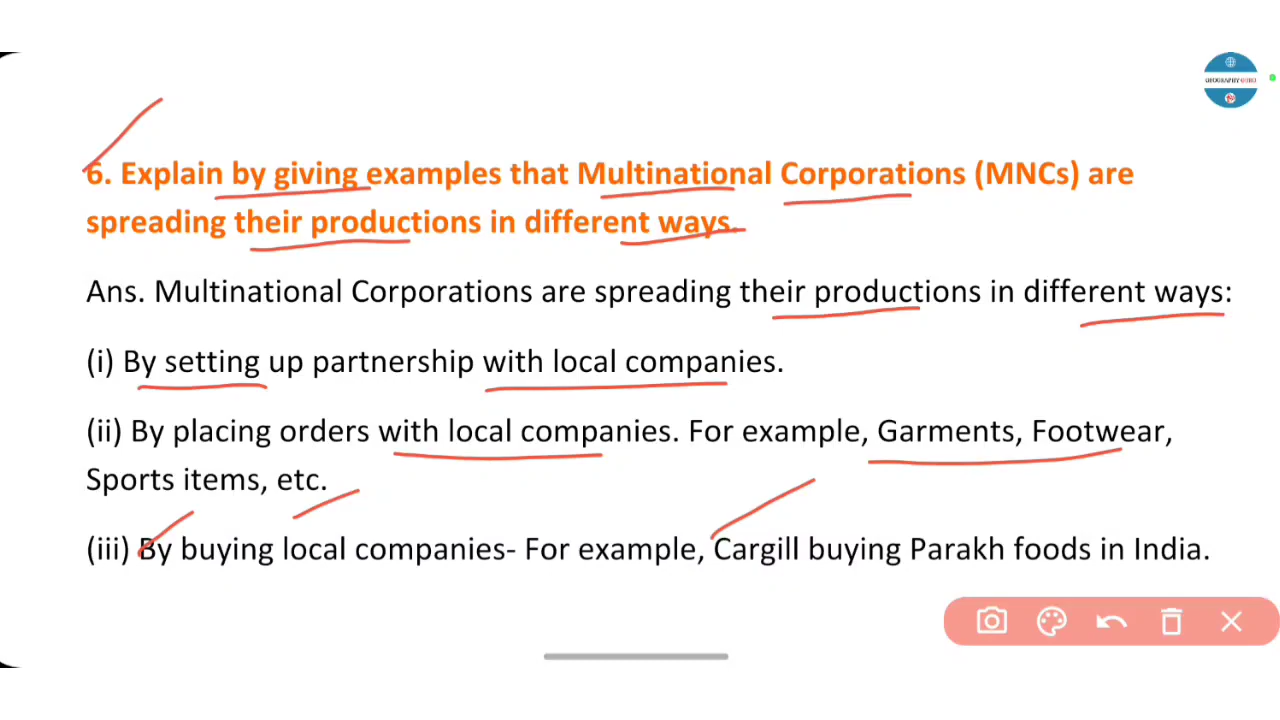 GEOGRAPHY GURU
6. Explain by giving examples that Multinational Corporations (MNCs) are
spreading their productions in different ways.
Ans. Multinational Corporations are spreading their productions in different ways:
(i) By setting up partnership with local companies.
(ii) By placing orders with local companies. For example, Garments, Footwear,
Sports items, etc.
(iii) By buying local companies- For example, Cargill buying Parakh foods in India.